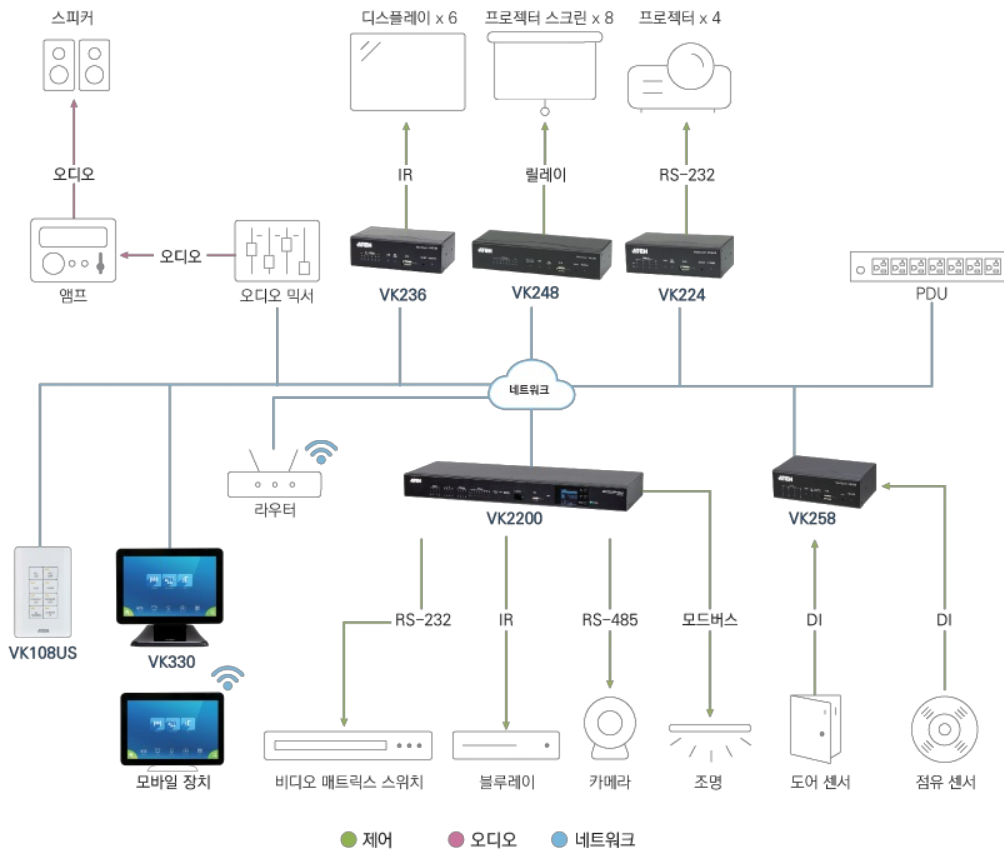 스피커
디스플레이 x 6
프로젝터 스크린 x 8
프로젝터 x 4
오디오
IR
릴레이
RS-232
오디오
앰프
오디오 믹서
VK236
VK248
VK224
PDU
네트워크
라우터
VK2200
VK258
VK108US
VK330
RS-232
IR
RS-485
모드버스
DI
DI
모바일 장치
비디오 매트릭스 스위치
블루레이
카메라
조명
도어 센서
점유 센서
제어
오디오
네트워크
ATEN
ATEN
ATEN
ATEN
ATEN